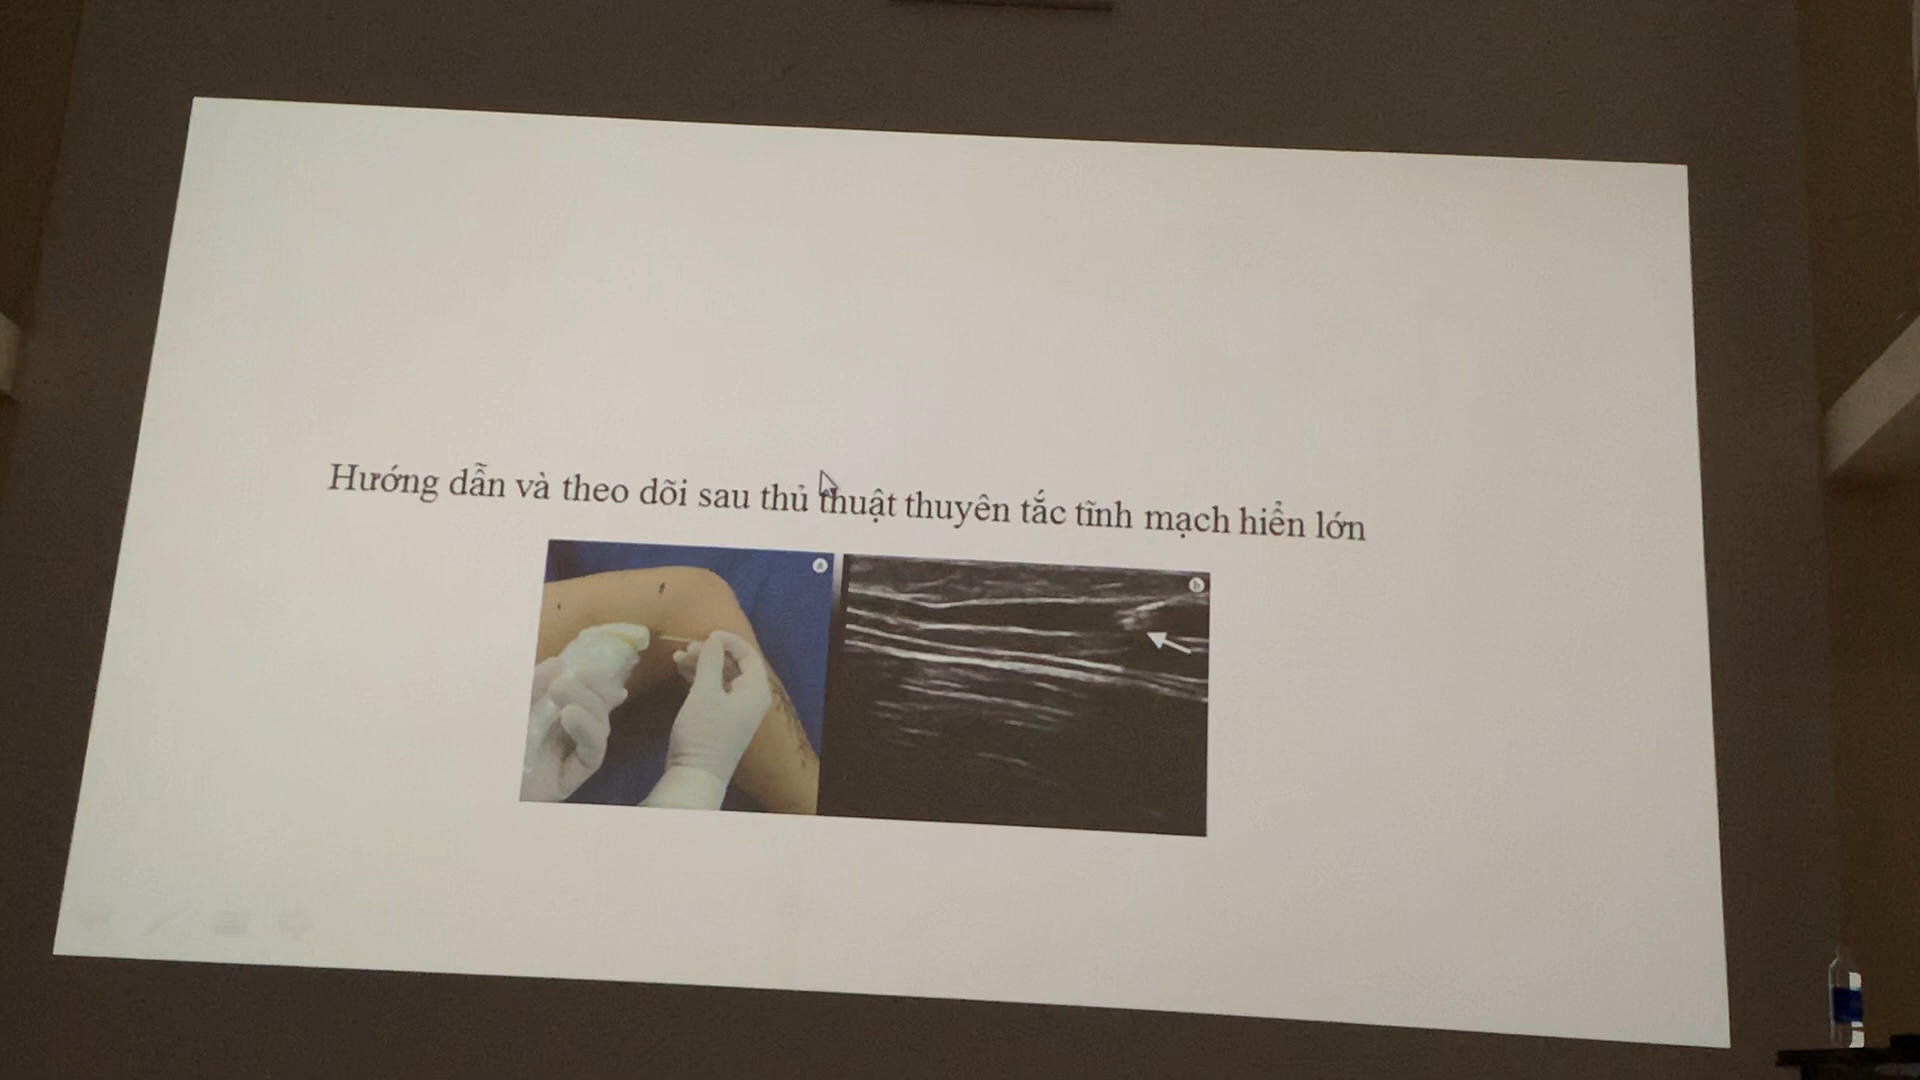 Hướng dẫn và theo dõi sau thủ thuật thuyên tắc tĩnh mạch hiển lớn
a
b